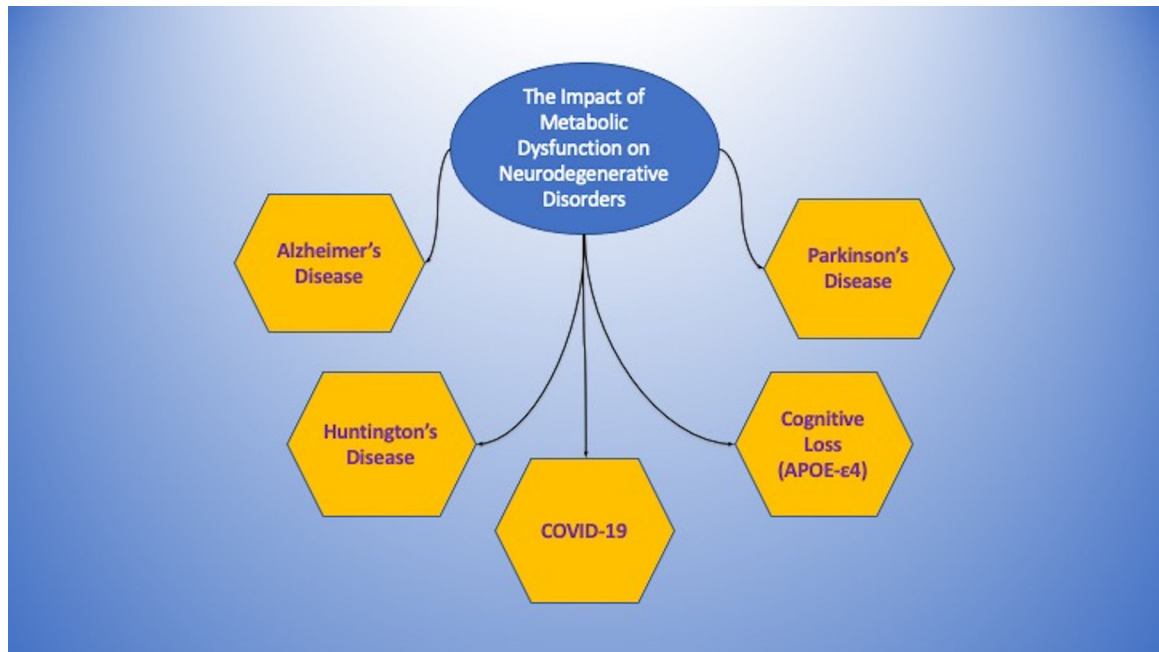 The Impact of
Metabolic
Dysfunction on
Neurodegenerative
Disorders
Alzheimer’s
Disease
Parkinson’s
Disease
Huntington’s
Disease
Cognitive
Loss
(APOE-ε4)
COVID-19